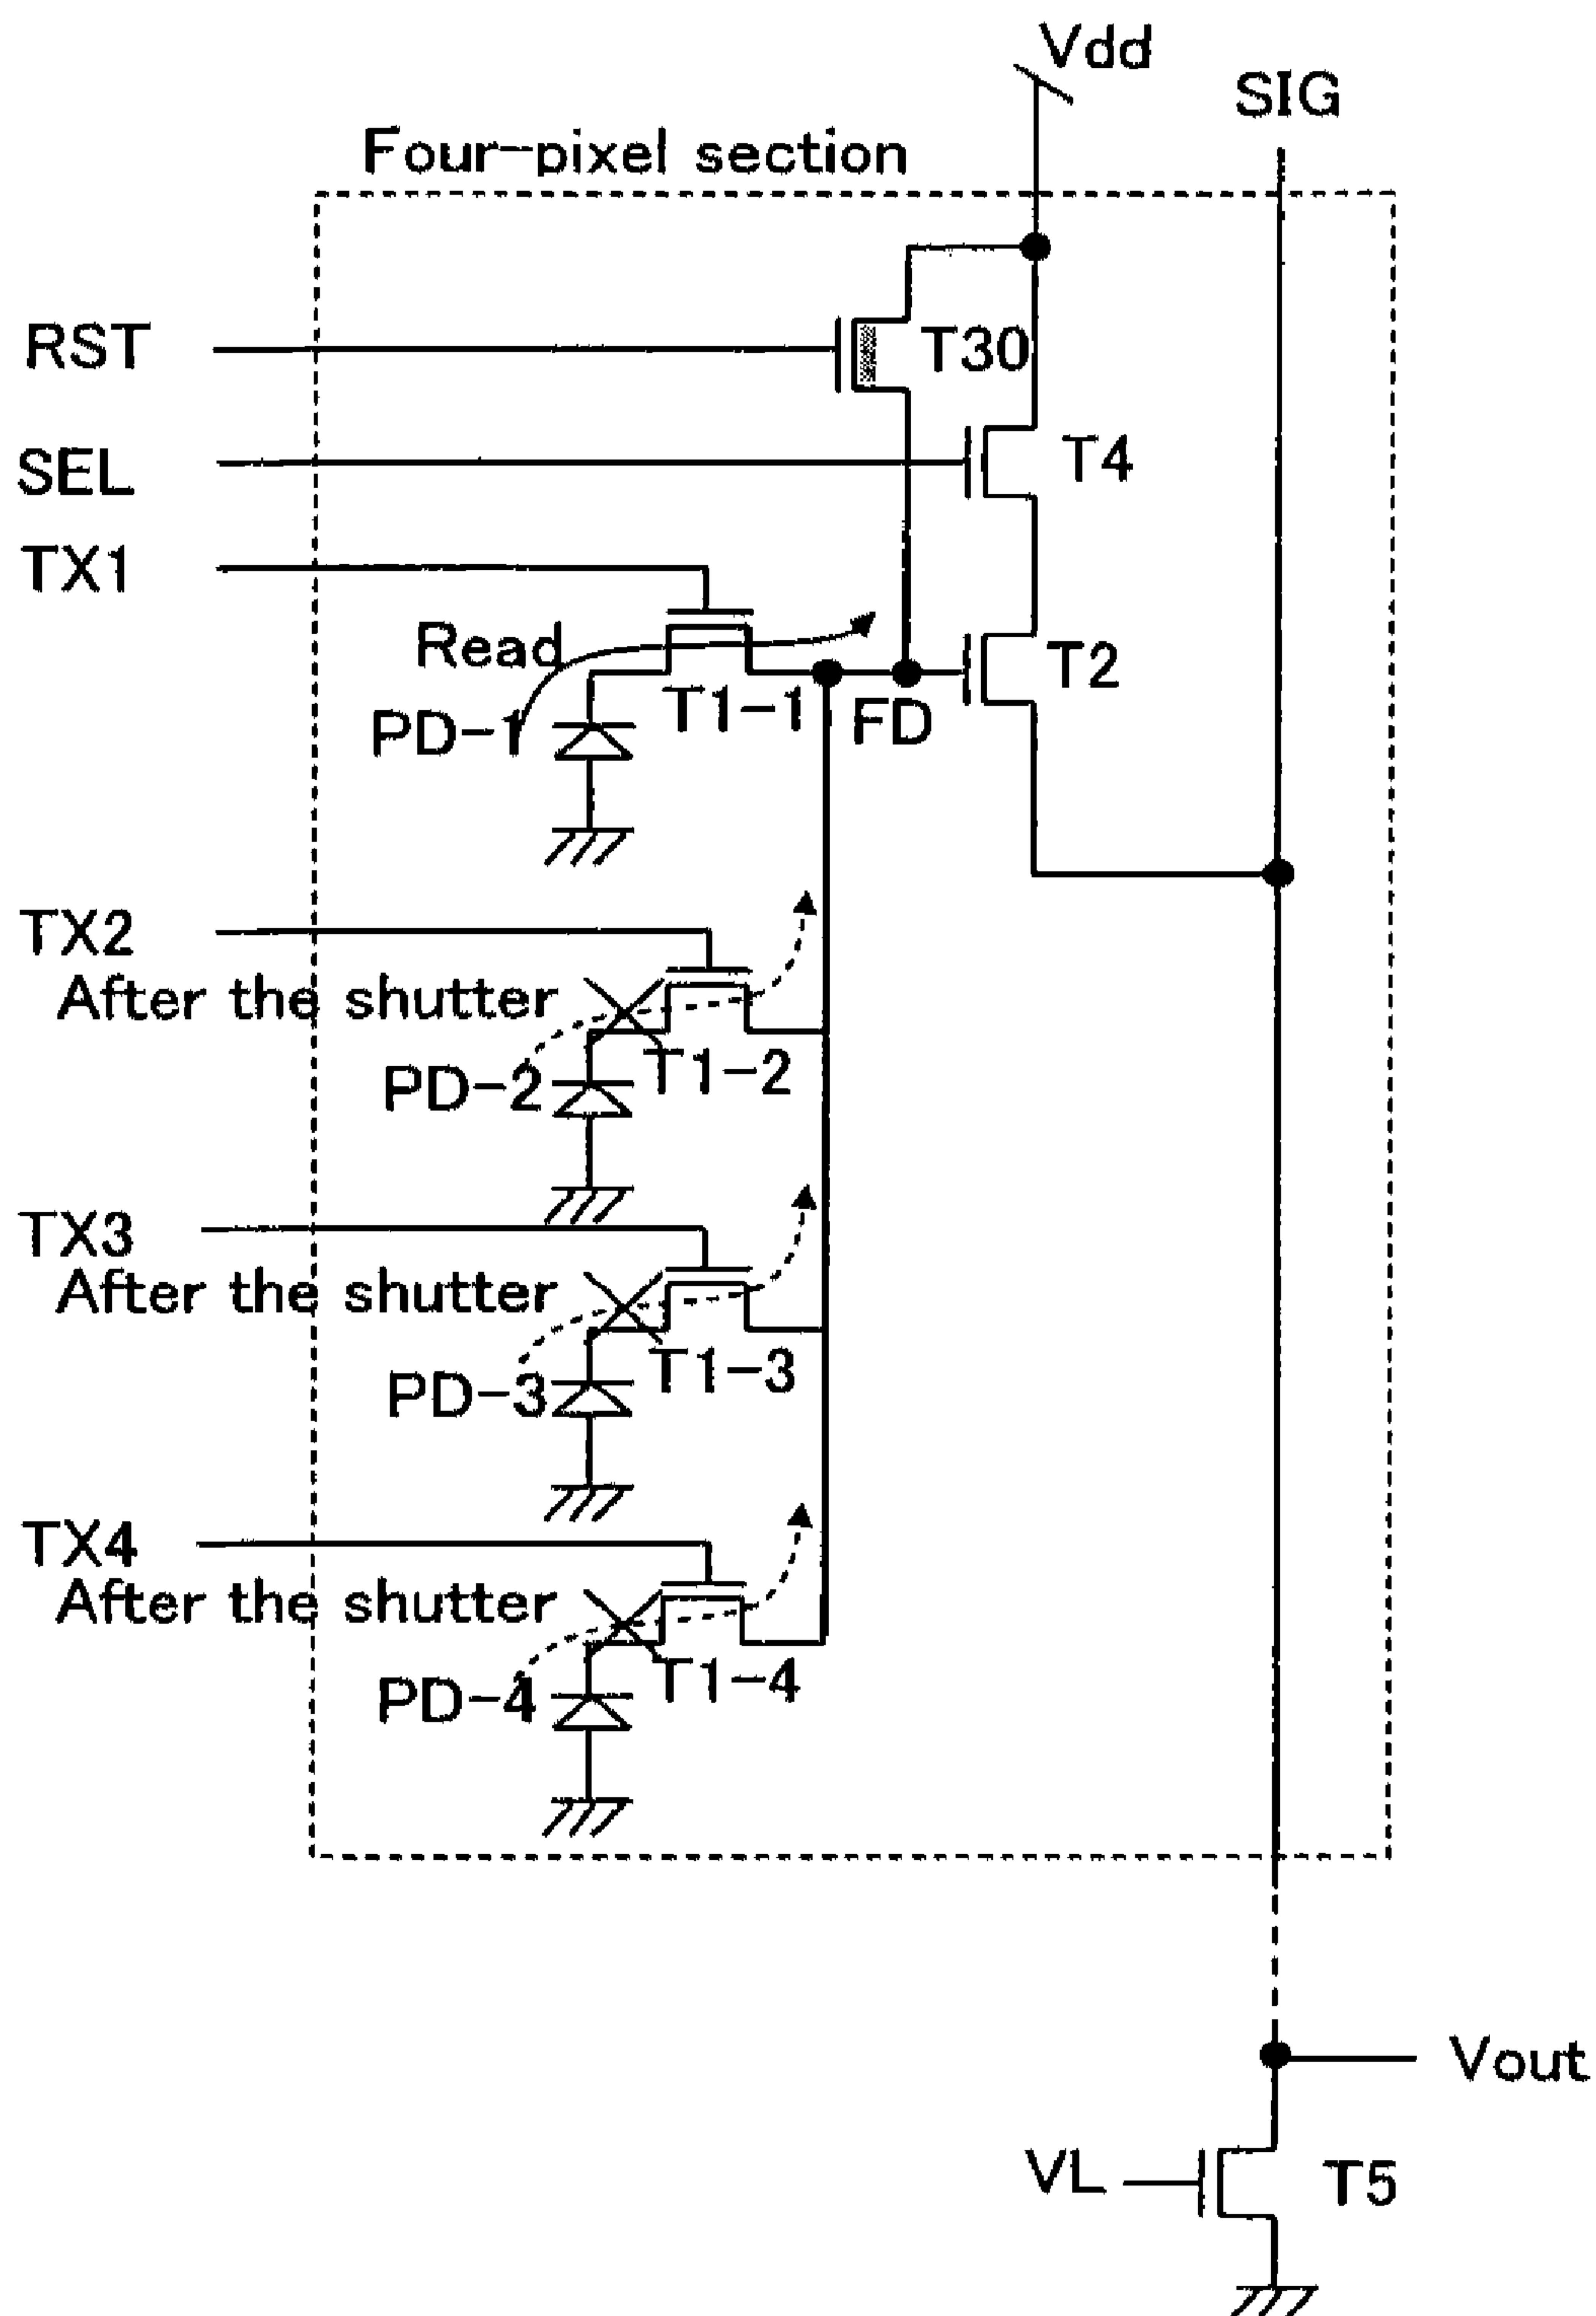 Vdd
SIG
Four-pixel section
RST
T30
SEL
T4
TX1
Read
T2
T1-1
FD
PD-1
TX2
After the shutter
T1-2
PD-2
TX3
After the shutter
T1-3
PD-3
TX4
After the shutter
T1-4
PD-4
Vout
VL
T5